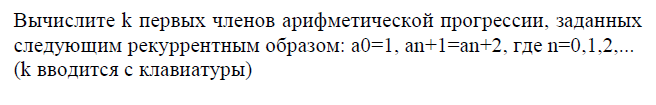 Вычислите k первых членов арифметической прогрессии, заданных
следующим рекуррентным образом: a0=1, an+1=an+2, где n=0,1,2,...
(k вводится с клавиатуры)